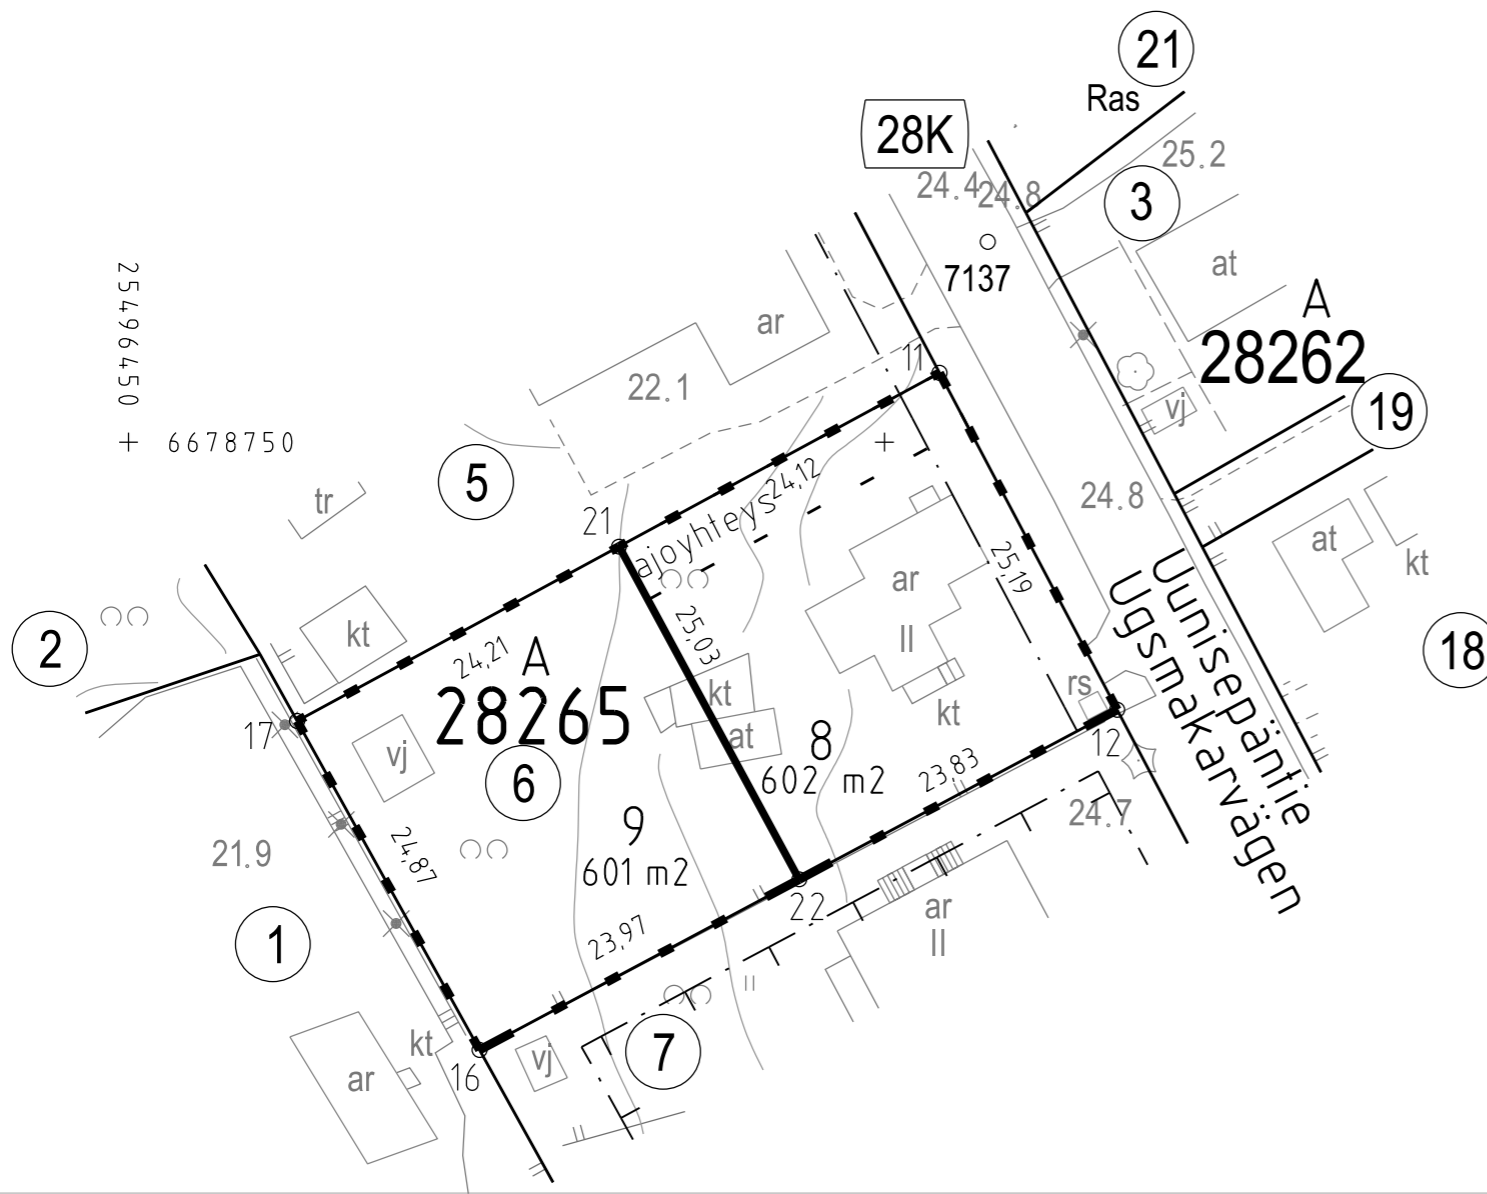 21
Ras
28K
25.2
24.4
24.8
3
7137
at
A
28262
25496450
ar
6678750
22.1
11
vj
19
5
24.8
tr
24,12
21
ajoyhteys
25,19
at
kt
ar
II
2
kt
24,21
A
28265
25,03
kt
at
Uunisepäntie
Ugsmakarvägen
18
rs
kt
17
vj
6
8
602 m2
23,83
12
24.7
21.9
24,87
9
601 m2
22
ar
II
23,97
1
kt
7
vj
16
ar